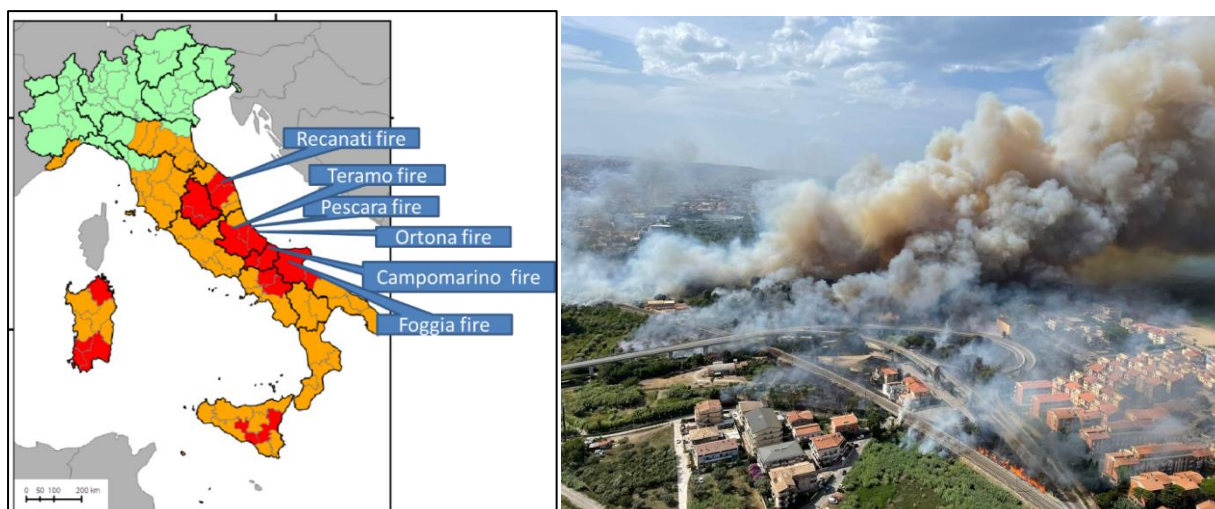 Recanati fire
Teramo fire
Pescara fire
Ortona fire
Campomarino fire
Foggia fire
0 50 100 200 km